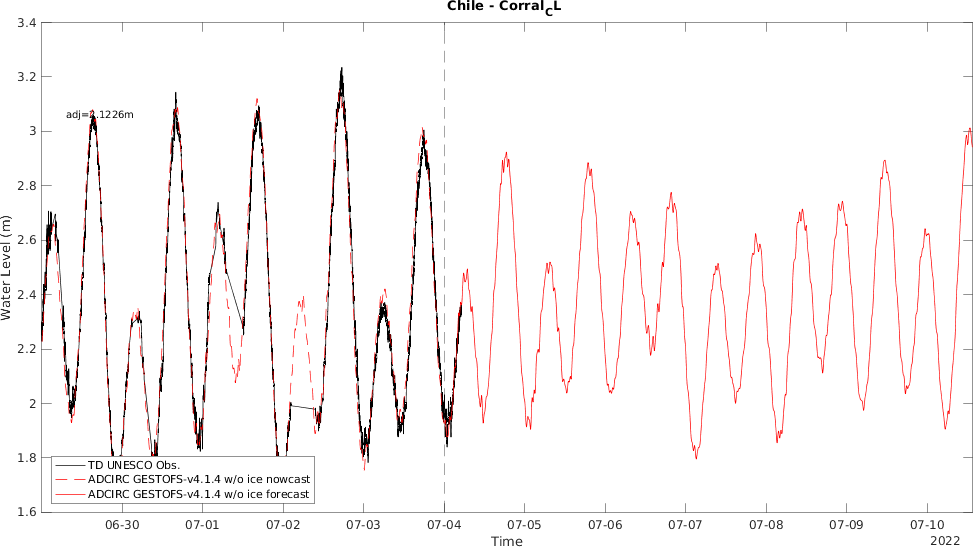 Chile - Corral_CL
3.4
3.2
3
2.8
2.6
2.4
2.2
2
1.8
1.6
Water Level (m)
adj=2.1226m
TD UNESCO Obs.
ADCIRC GESTOFS-v4.1.4 w/o ice nowcast
ADCIRC GESTOFS-v4.1.4 w/o ice forecast
06-30 07-01 07-02 07-03 07-04 07-05 07-06 07-07 07-08 07-09 07-10
Time
2022